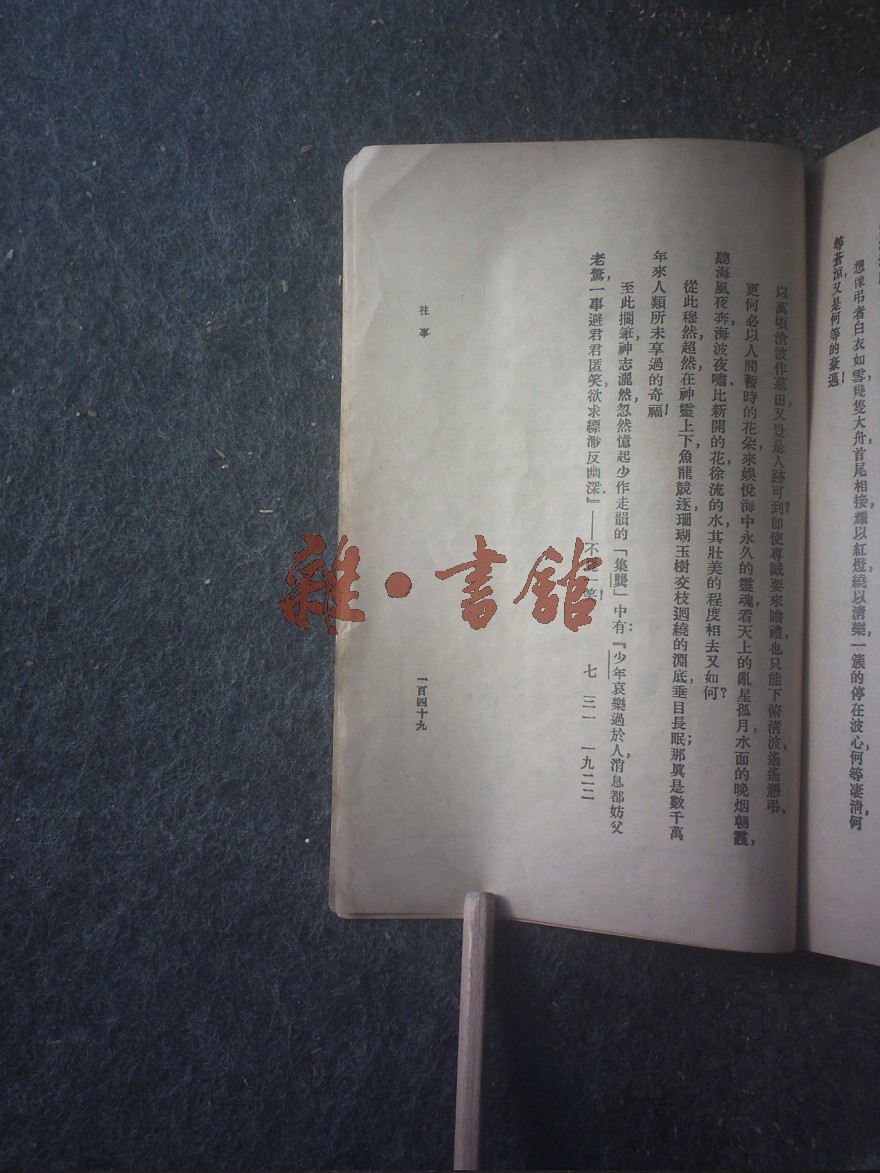 想像弔者白衣如雪,幾隻大舟,首尾相接,耀以紅燈,繞以清樂,一簇的停在波心,何等凄清,何
等蒼涼,又是何等的豪邁!
以萬頃滄波作墓田,又豈是人跡可到?卽使專誠要來瞻禮,也只能下俯清波,遙遙憑弔.
更何必以人間暫時的花朵,來娛悅海中永久的靈魂,看天上的亂星孤月,水面的晚烟朝霞,
聽海風夜奔,海波夜嘯.比新開的花,徐流的水,其壯美的程度相去又如何?
從此穆然,超然,在神靈上下,魚龍競逐,珊瑚玉樹交枝迴繞的淵底,垂目長眠;那眞是數千萬
年來人類所未享過的奇福!
至此擱筆,神志灑然,忽然憶起少作走韻的「集龔」中有:『少年哀樂過於人,消息都妨父
老驚,一事避君君匿笑,欲求縹渺反幽深.』——不一笑!
七 三一 一九二二
往事
一百四十九
雜·書館